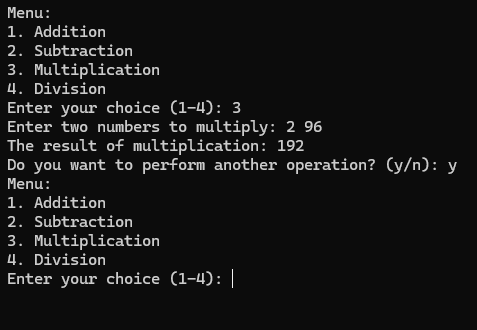 Menu:
1. Addition
2. Subtraction
3. Multiplication
4. Division
Enter your choice (1-4): 3
Enter two numbers to multiply: 2 96
The result of multiplication: 192
Do you want to perform another operation? (y/n): y
Menu:
1. Addition
2. Subtraction
3. Multiplication
4. Division
Enter your choice (1-4):